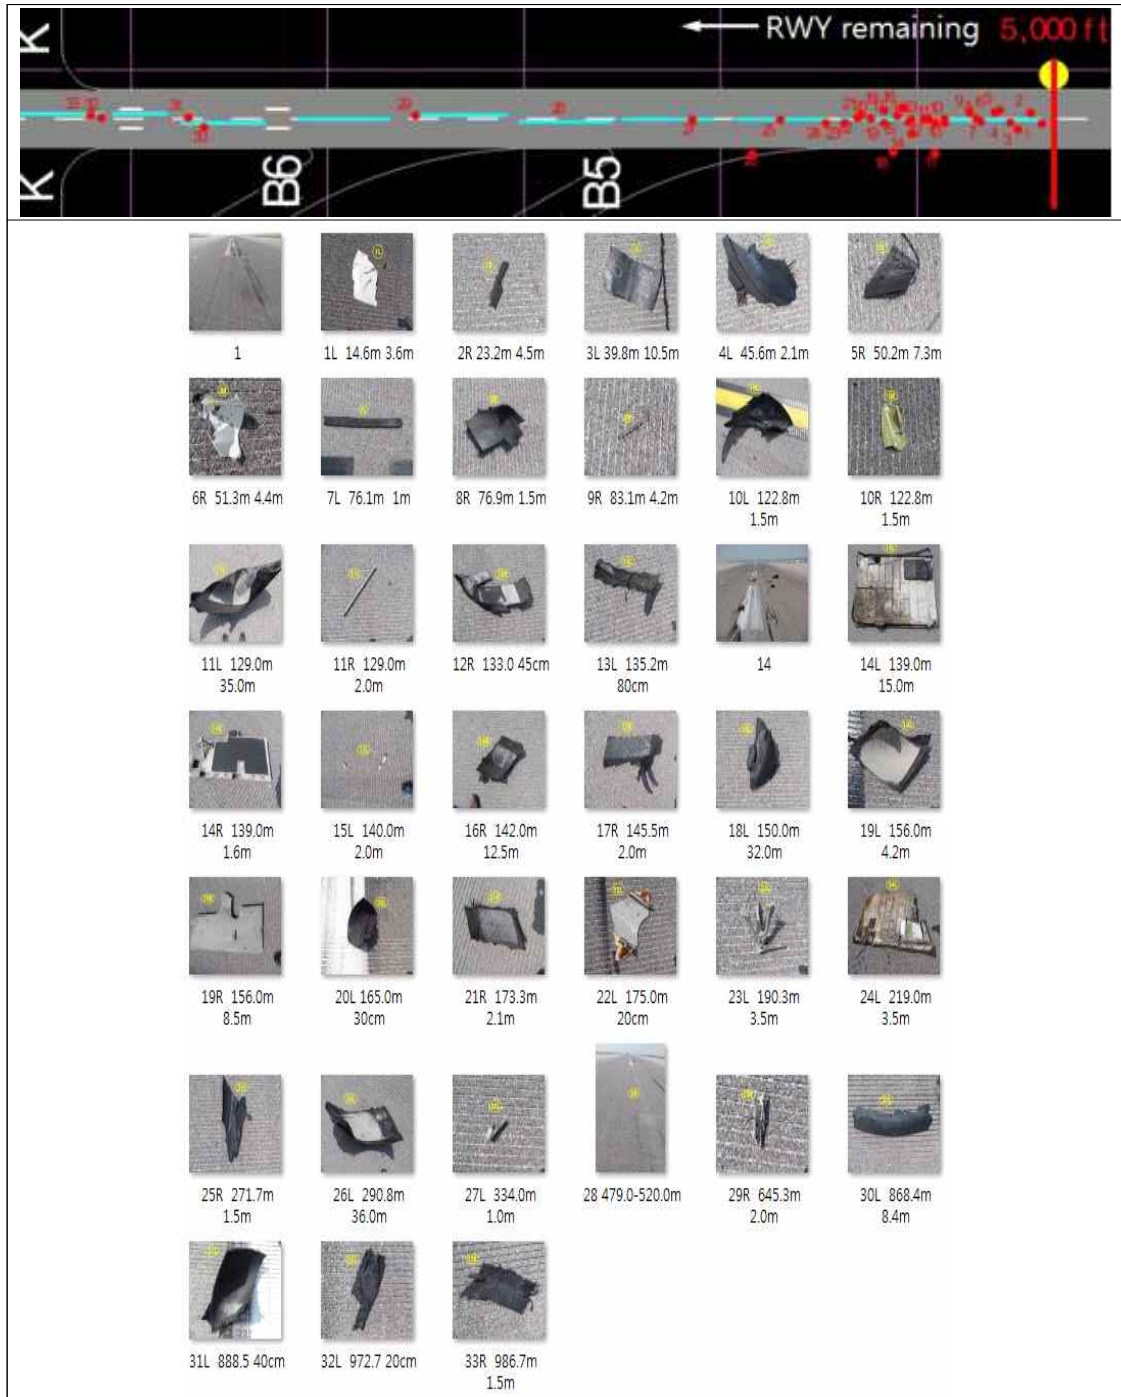 K
RWY remaining 5,000 ft
K
B6
B5
1
1L 14.6m 3.6m
2R 23.2m 4.5m
3L 39.8m 10.5m
4L 45.6m 2.1m
5R 50.2m 7.3m
6R 51.3m 4.4m
7L 76.1m 1m
8R 76.9m 1.5m
9R 83.1m 4.2m
10L 122.8m
1.5m
10R 122.8m
1.5m
11L 129.0m
35.0m
11R 129.0m
2.0m
12R 133.0 45cm
13L 135.2m
80cm
14
14L 139.0m
15.0m
14R 139.0m
1.6m
15L 140.0m
2.0m
16R 142.0m
12.5m
17R 145.5m
2.0m
18L 150.0m
32.0m
19L 156.0m
4.2m
19R 156.0m
8.5m
20L 165.0m
30cm
21R 173.3m
2.1m
22L 175.0m
20cm
23L 190.3m
3.5m
24L 219.0m
3.5m
25R 271.7m
1.5m
26L 290.8m
36.0m
27L 334.0m
1.0m
28 479.0-520.0m
29R 645.3m
2.0m
30L 868.4m
8.4m
31L 888.5 40cm
32L 972.7 20cm
33R 986.7m
1.5m